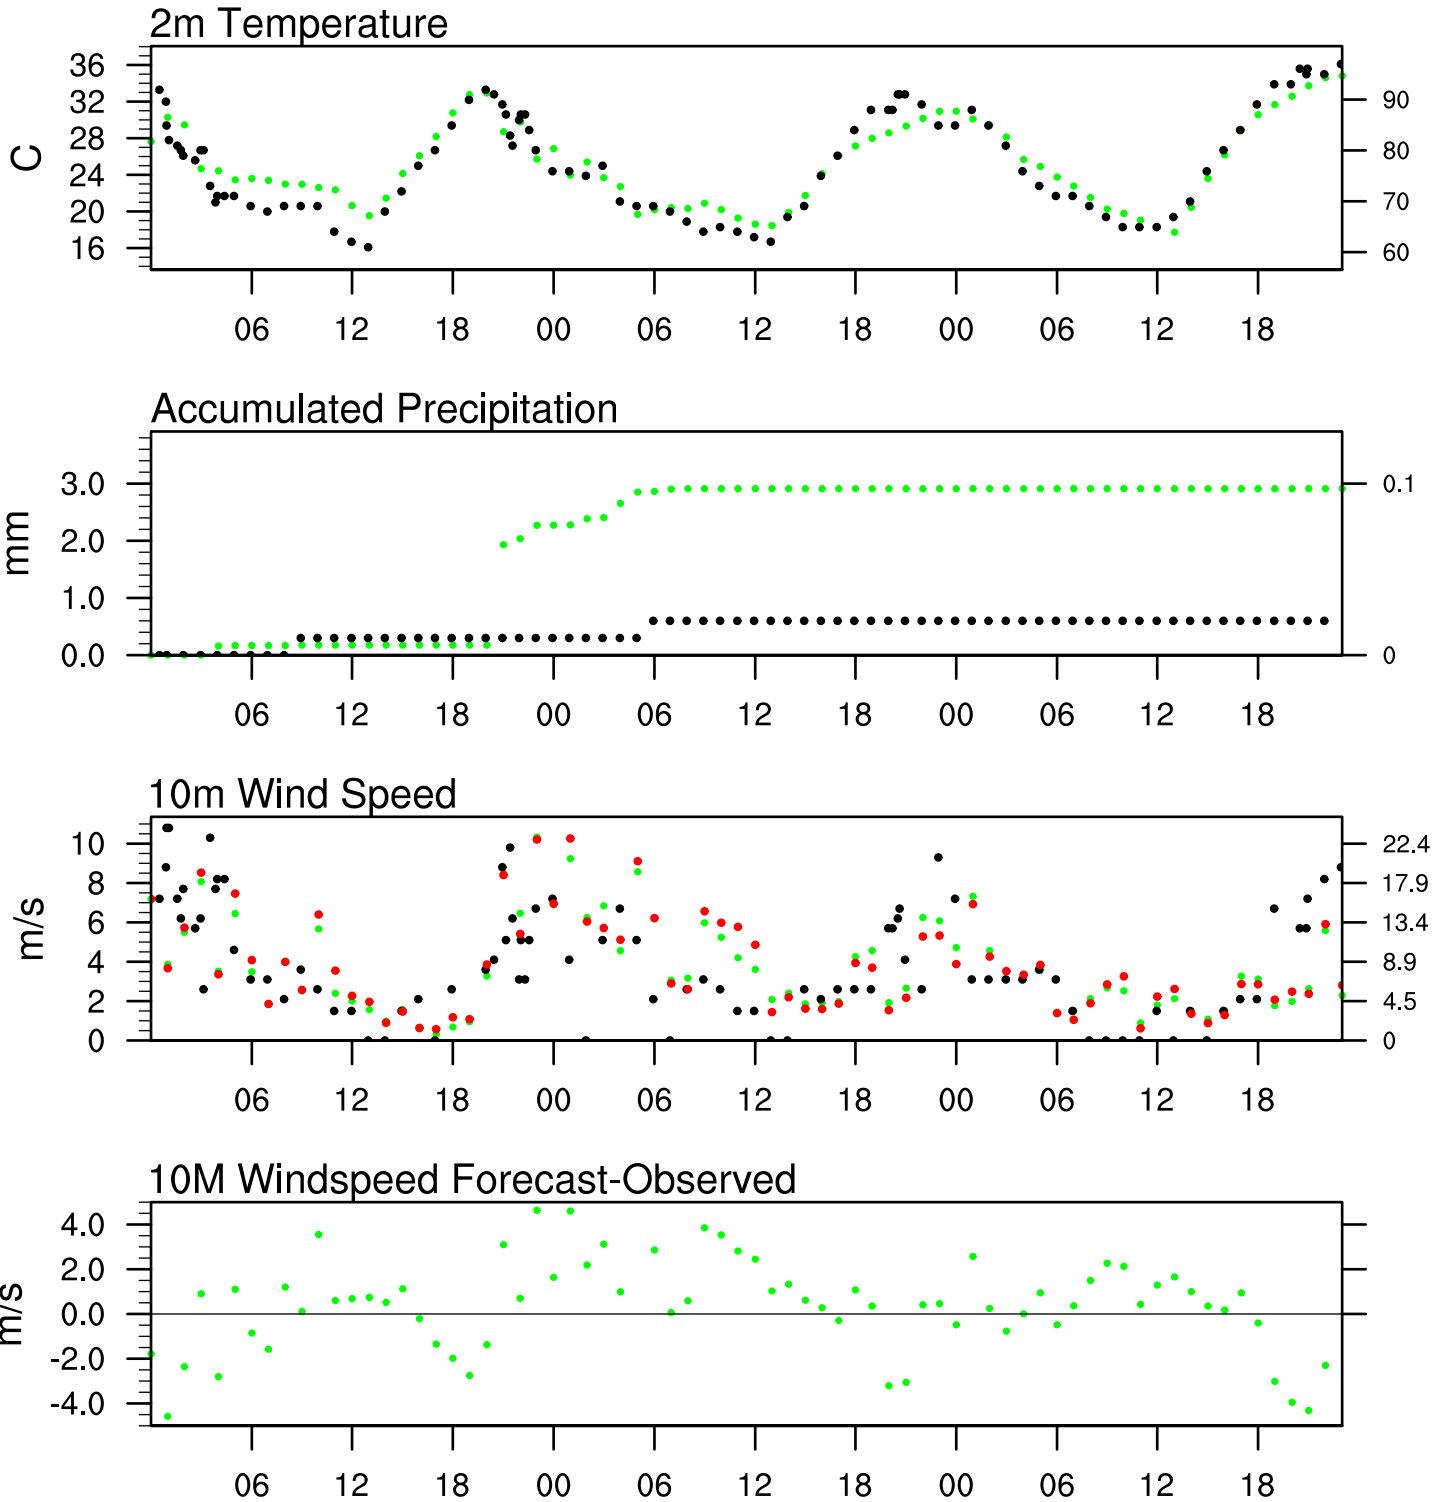 2m Temperature
36
32
28
24
20
16
C
90
80
70
60
06 12 18 00 06 12 18 00 06 12 18
Accumulated Precipitation
3.0
2.0
1.0
0.0
mm
0.1
0
06 12 18 00 06 12 18 00 06 12 18
10m Wind Speed
10
8
6
4
2
0
m/s
22.4
17.9
13.4
8.9
4.5
0
06 12 18 00 06 12 18 00 06 12 18
10M Windspeed Forecast-Observed
4.0
2.0
0.0
-2.0
-4.0
m/s
06 12 18 00 06 12 18 00 06 12 18